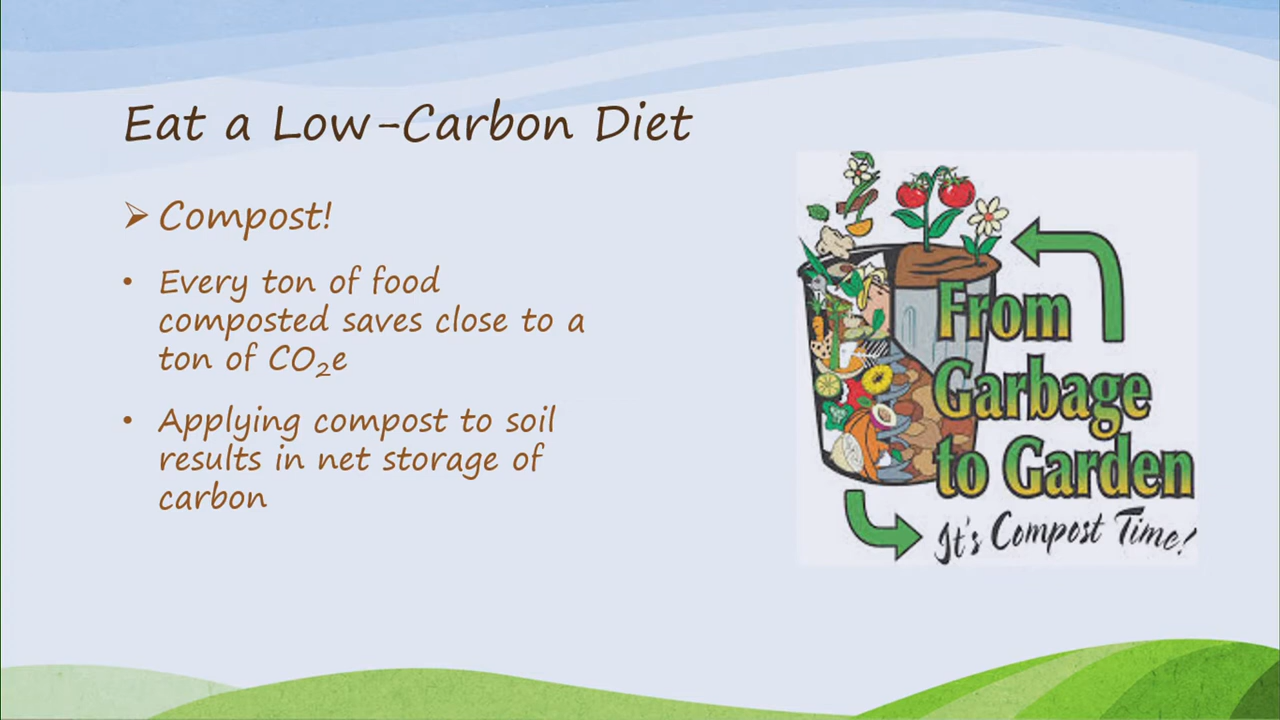 Eat a Low-Carbon Diet
➢ Compost!
• Every ton of food
composted saves close to a
ton of CO₂e
• Applying compost to soil
results in net storage of
carbon
From
Garbage
to Garden
It's Compost Time!